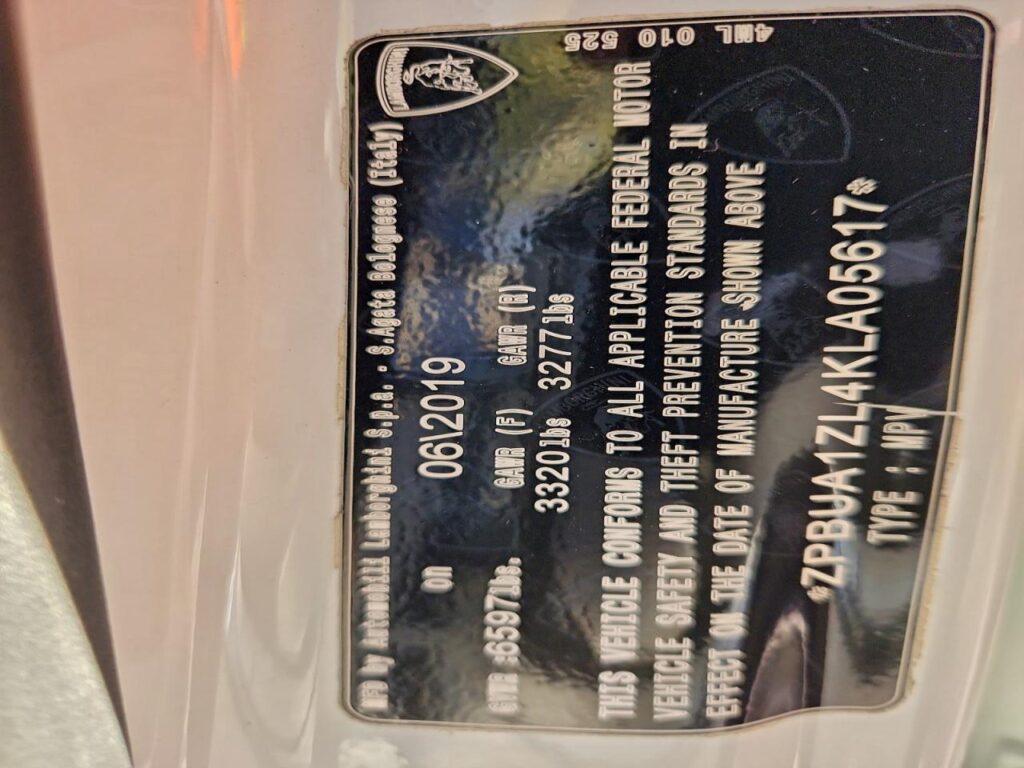 LAMBORGHINI
MFD by Automobili Lamborghini S.p.a. - S.Agata Bolognese (Italy)
on 06\2019
GVWR :6597lbs. GAWR (F) GAWR (R)
3320lbs 3277lbs
THIS VEHICLE CONFORMS TO ALL APPLICABLE FEDERAL MOTOR
VEHICLE SAFETY AND THEFT PREVENTION STANDARDS IN
EFFECT ON THE DATE OF MANUFACTURE SHOWN ABOVE
*ZPBUA1ZL4KLA05617*
TYPE : MPV
4ML 010 525